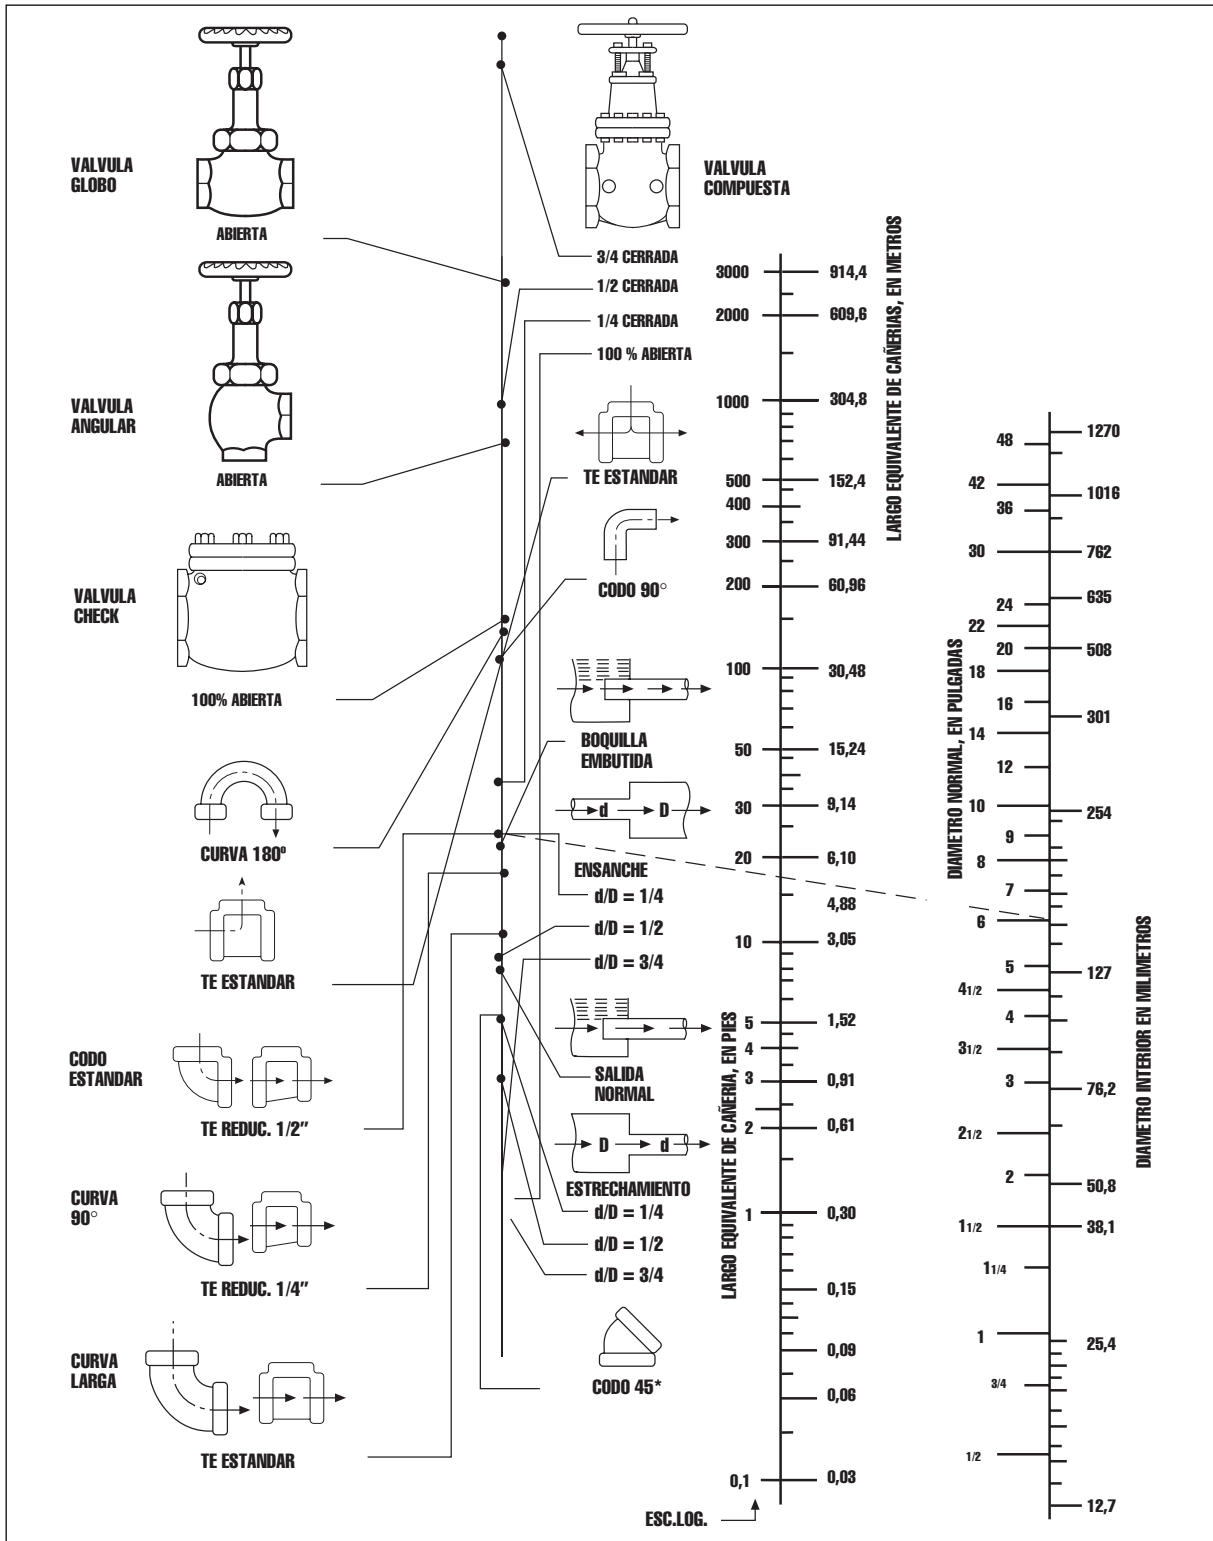 VALVULA
GLOBO
ABIERTA
VALVULA
ANGULAR
ABIERTA
VALVULA
CHECK
100% ABIERTA
CURVA 180º
TE ESTANDAR
CODO
ESTANDAR
TE REDUC. 1/2"
CURVA
90°
TE REDUC. 1/4"
CURVA
LARGA
TE ESTANDAR
VALVULA
COMPUESTA
3/4 CERRADA
1/2 CERRADA
1/4 CERRADA
100 % ABIERTA
TE ESTANDAR
CODO 90°
BOQUILLA
EMBUTIDA
d D
ENSANCHE
d/D = 1/4
d/D = 1/2
d/D = 3/4
SALIDA
NORMAL
D d
ESTRECHAMIENTO
d/D = 1/4
d/D = 1/2
d/D = 3/4
CODO 45*
LARGO EQUIVALENTE DE CAÑERIA, EN PIES
3000
2000
1000
500
400
300
200
100
50
30
20
10
5
4
3
2
1
0,1
ESC.LOG.
LARGO EQUIVALENTE DE CAÑERIAS, EN METROS
914,4
609,6
304,8
152,4
91,44
60,96
30,48
15,24
9,14
6,10
4,88
3,05
1,52
0,91
0,61
0,30
0,15
0,09
0,06
0,03
DIAMETRO NORMAL, EN PULGADAS
48
42
36
30
24
22
20
18
16
14
12
10
9
8
7
6
5
4 1/2
4
3 1/2
3
2 1/2
2
1 1/2
1 1/4
1
3/4
1/2
DIAMETRO INTERIOR EN MILIMETROS
1270
1016
762
635
508
301
254
127
76,2
50,8
38,1
25,4
12,7